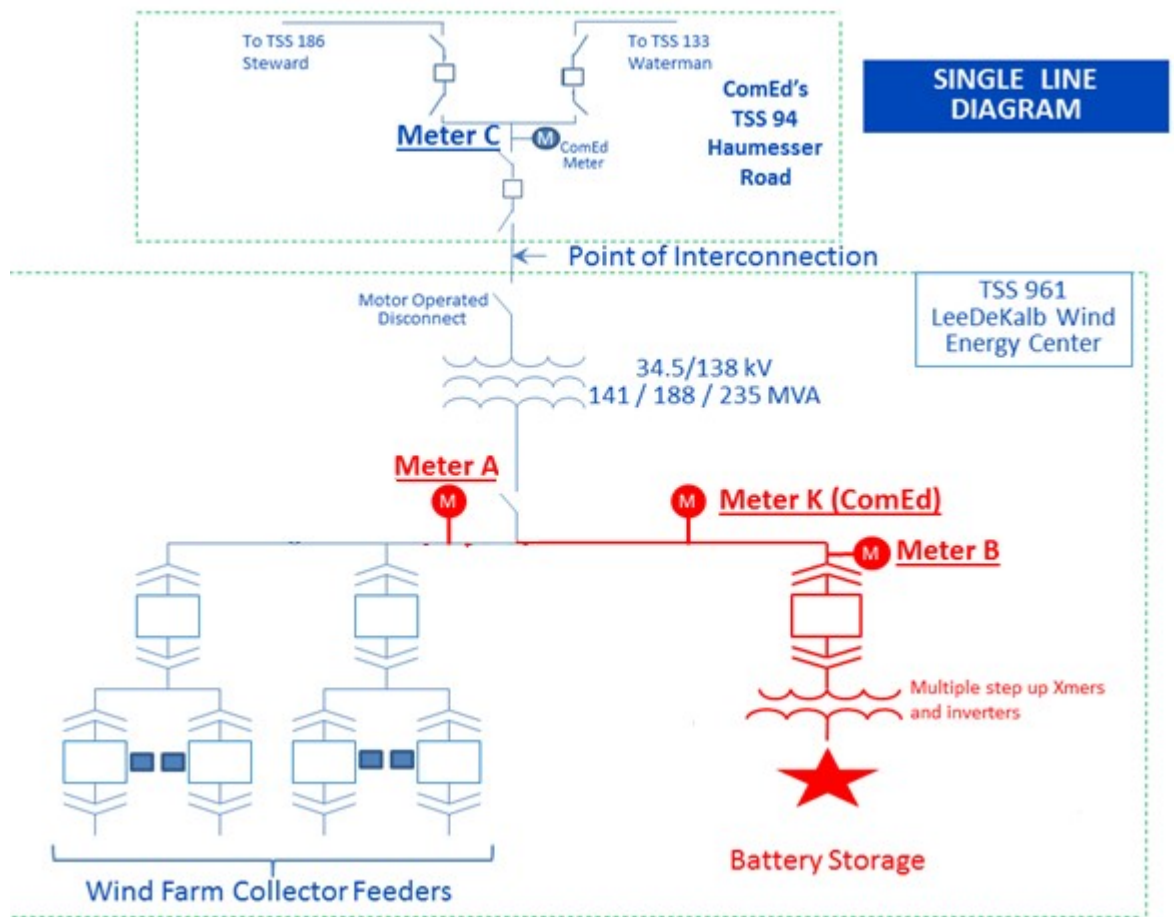 To TSS 186
Steward
To TSS 133
Waterman
ComEd's
TSS 94
Haumesser
Road
SINGLE LINE
DIAGRAM
Meter C
M
ComEd
Meter
Point of Interconnection
Motor Operated
Disconnect
TSS 961
LeeDeKalb Wind
Energy Center
34.5/138 kV
141 / 188 / 235 MVA
Meter A
M
M
Meter K (ComEd)
M
Meter B
Multiple step up Xmers
and inverters
Battery Storage
Wind Farm Collector Feeders